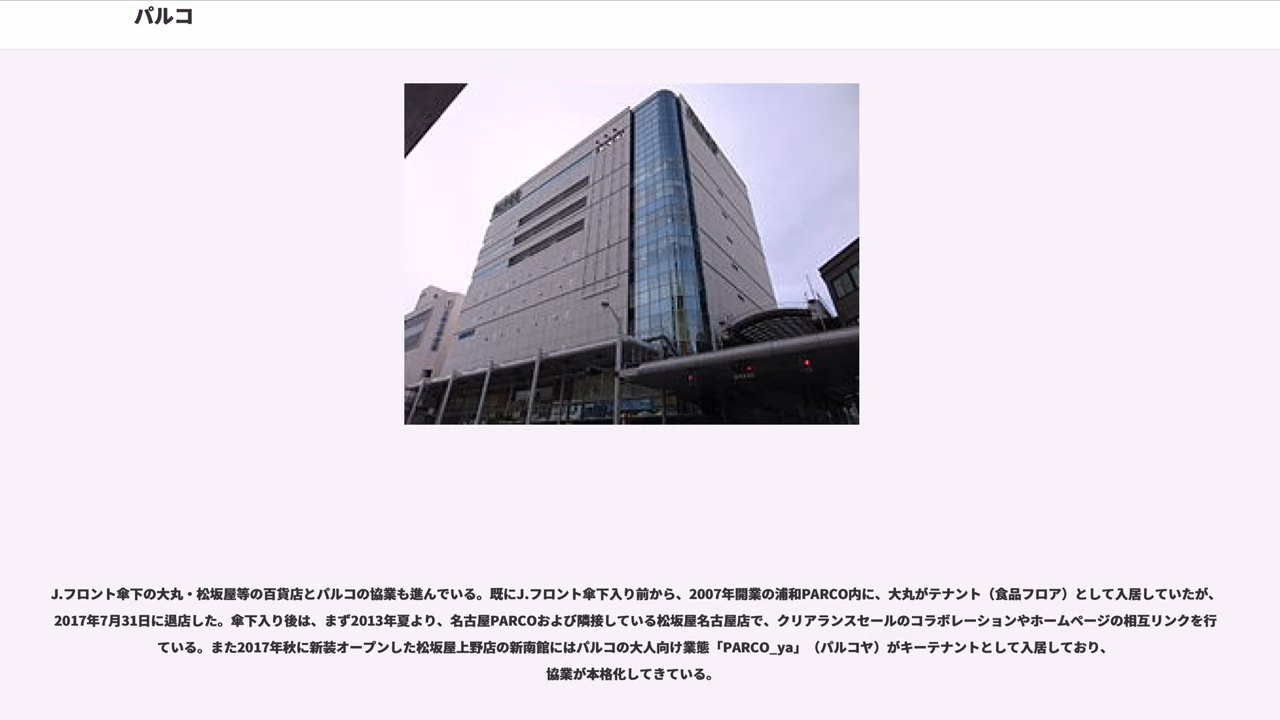 パルコ
J.フロント傘下の大丸・松坂屋等の百貨店とパルコの協業も進んでいる。既にJ.フロント傘下入り前から、2007年開業の浦和PARCO内に、大丸がテナント（食品フロア）として入居していたが、
2017年7月31日に退店した。傘下入り後は、まず2013年夏より、名古屋PARCOおよび隣接している松坂屋名古屋店で、クリアランスセールのコラボレーションやホームページの相互リンクを行
ている。また2017年秋に新装オープンした松坂屋上野店の新南館にはパルコの大人向け業態「PARCO_ya」（パルコヤ）がキーテナントとして入居しており、
協業が本格化してきている。